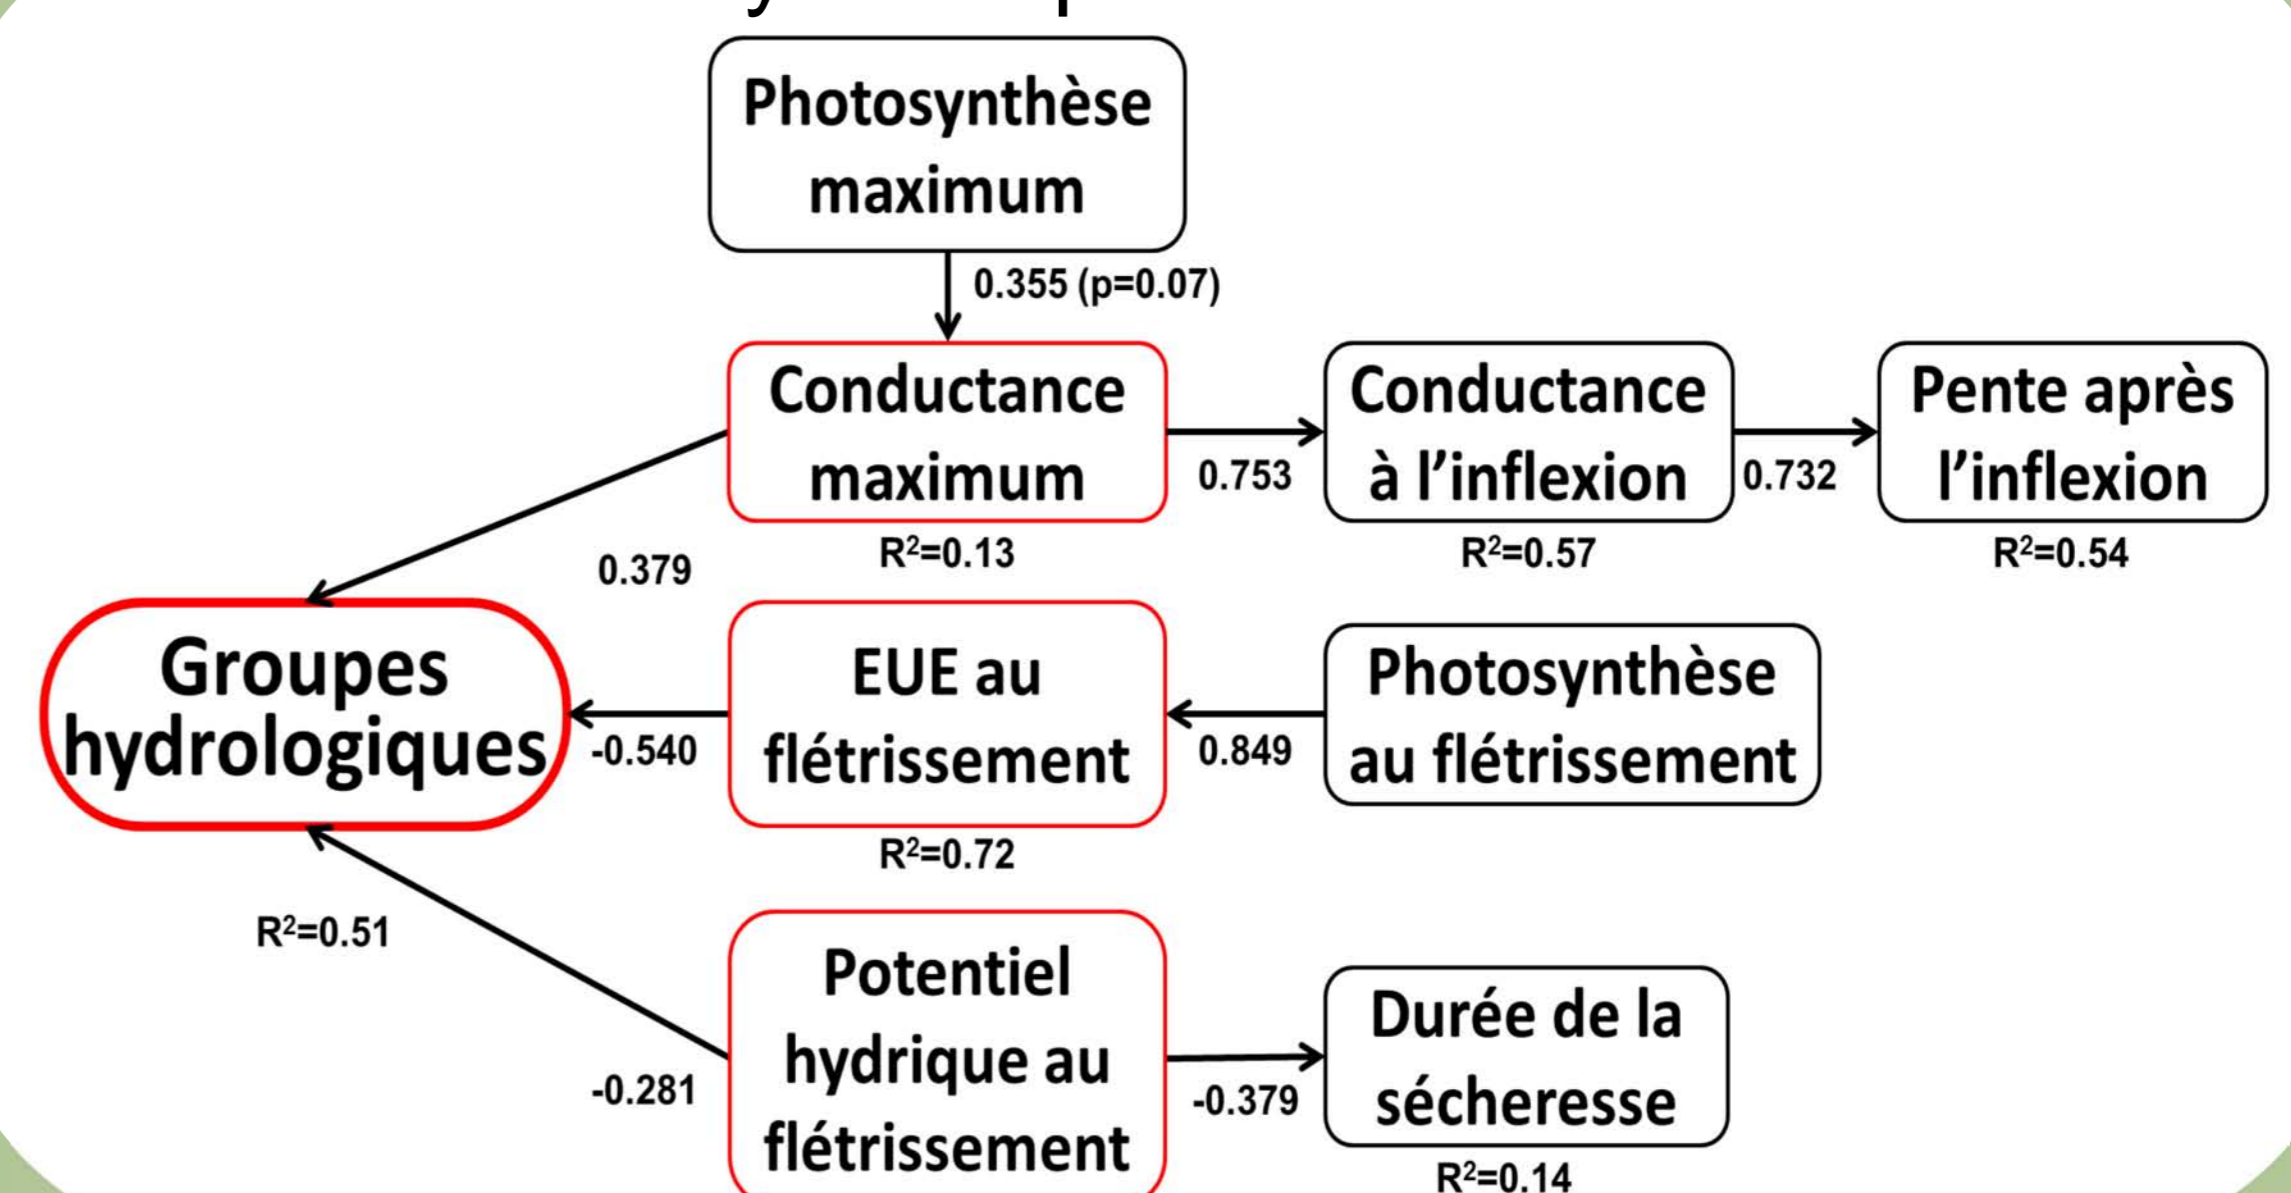 Photosynthèse
maximum
0.355 (p=0.07)
Conductance
maximum
0.753
Conductance
à l’inflexion
0.732
Pente après
l’inflexion
R²=0.13
R²=0.57
R²=0.54
0.379
Groupes
hydrologiques
-0.540
EUE au
flétrissement
0.849
Photosynthèse
au flétrissement
R²=0.72
R²=0.51
-0.281
Potentiel
hydrique au
flétrissement
-0.379
Durée de la
sécheresse
R²=0.14